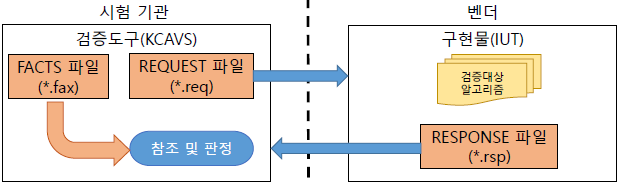 시험 기관
벤더
검증도구(KCAVS)
구현물(IUT)
FACTS 파일
(*.fax)
REQUEST 파일
(*.req)
검증대상
알고리즘
참조 및 판정
RESPONSE 파일
(*.rsp)